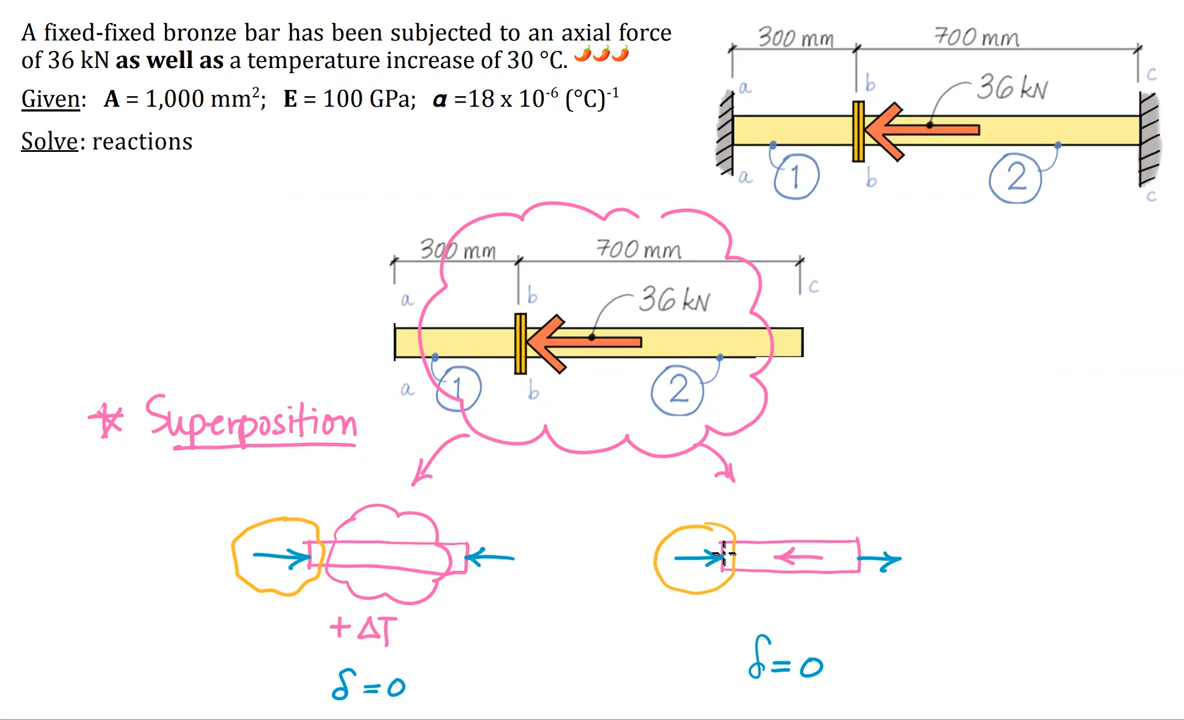 A fixed-fixed bronze bar has been subjected to an axial force
of 36 kN as well as a temperature increase of 30 °C. 🌶️🌶️🌶️
Given: A = 1,000 mm²; E = 100 GPa; α =18 x 10⁻⁶ (°C)⁻¹
Solve: reactions
300 mm
700 mm
a
b
c
36 kN
a
1
b
2
c
300 mm
700 mm
a
b
c
36 kN
a
1
b
2
* Superposition
+ ΔT
δ = 0
δ = 0